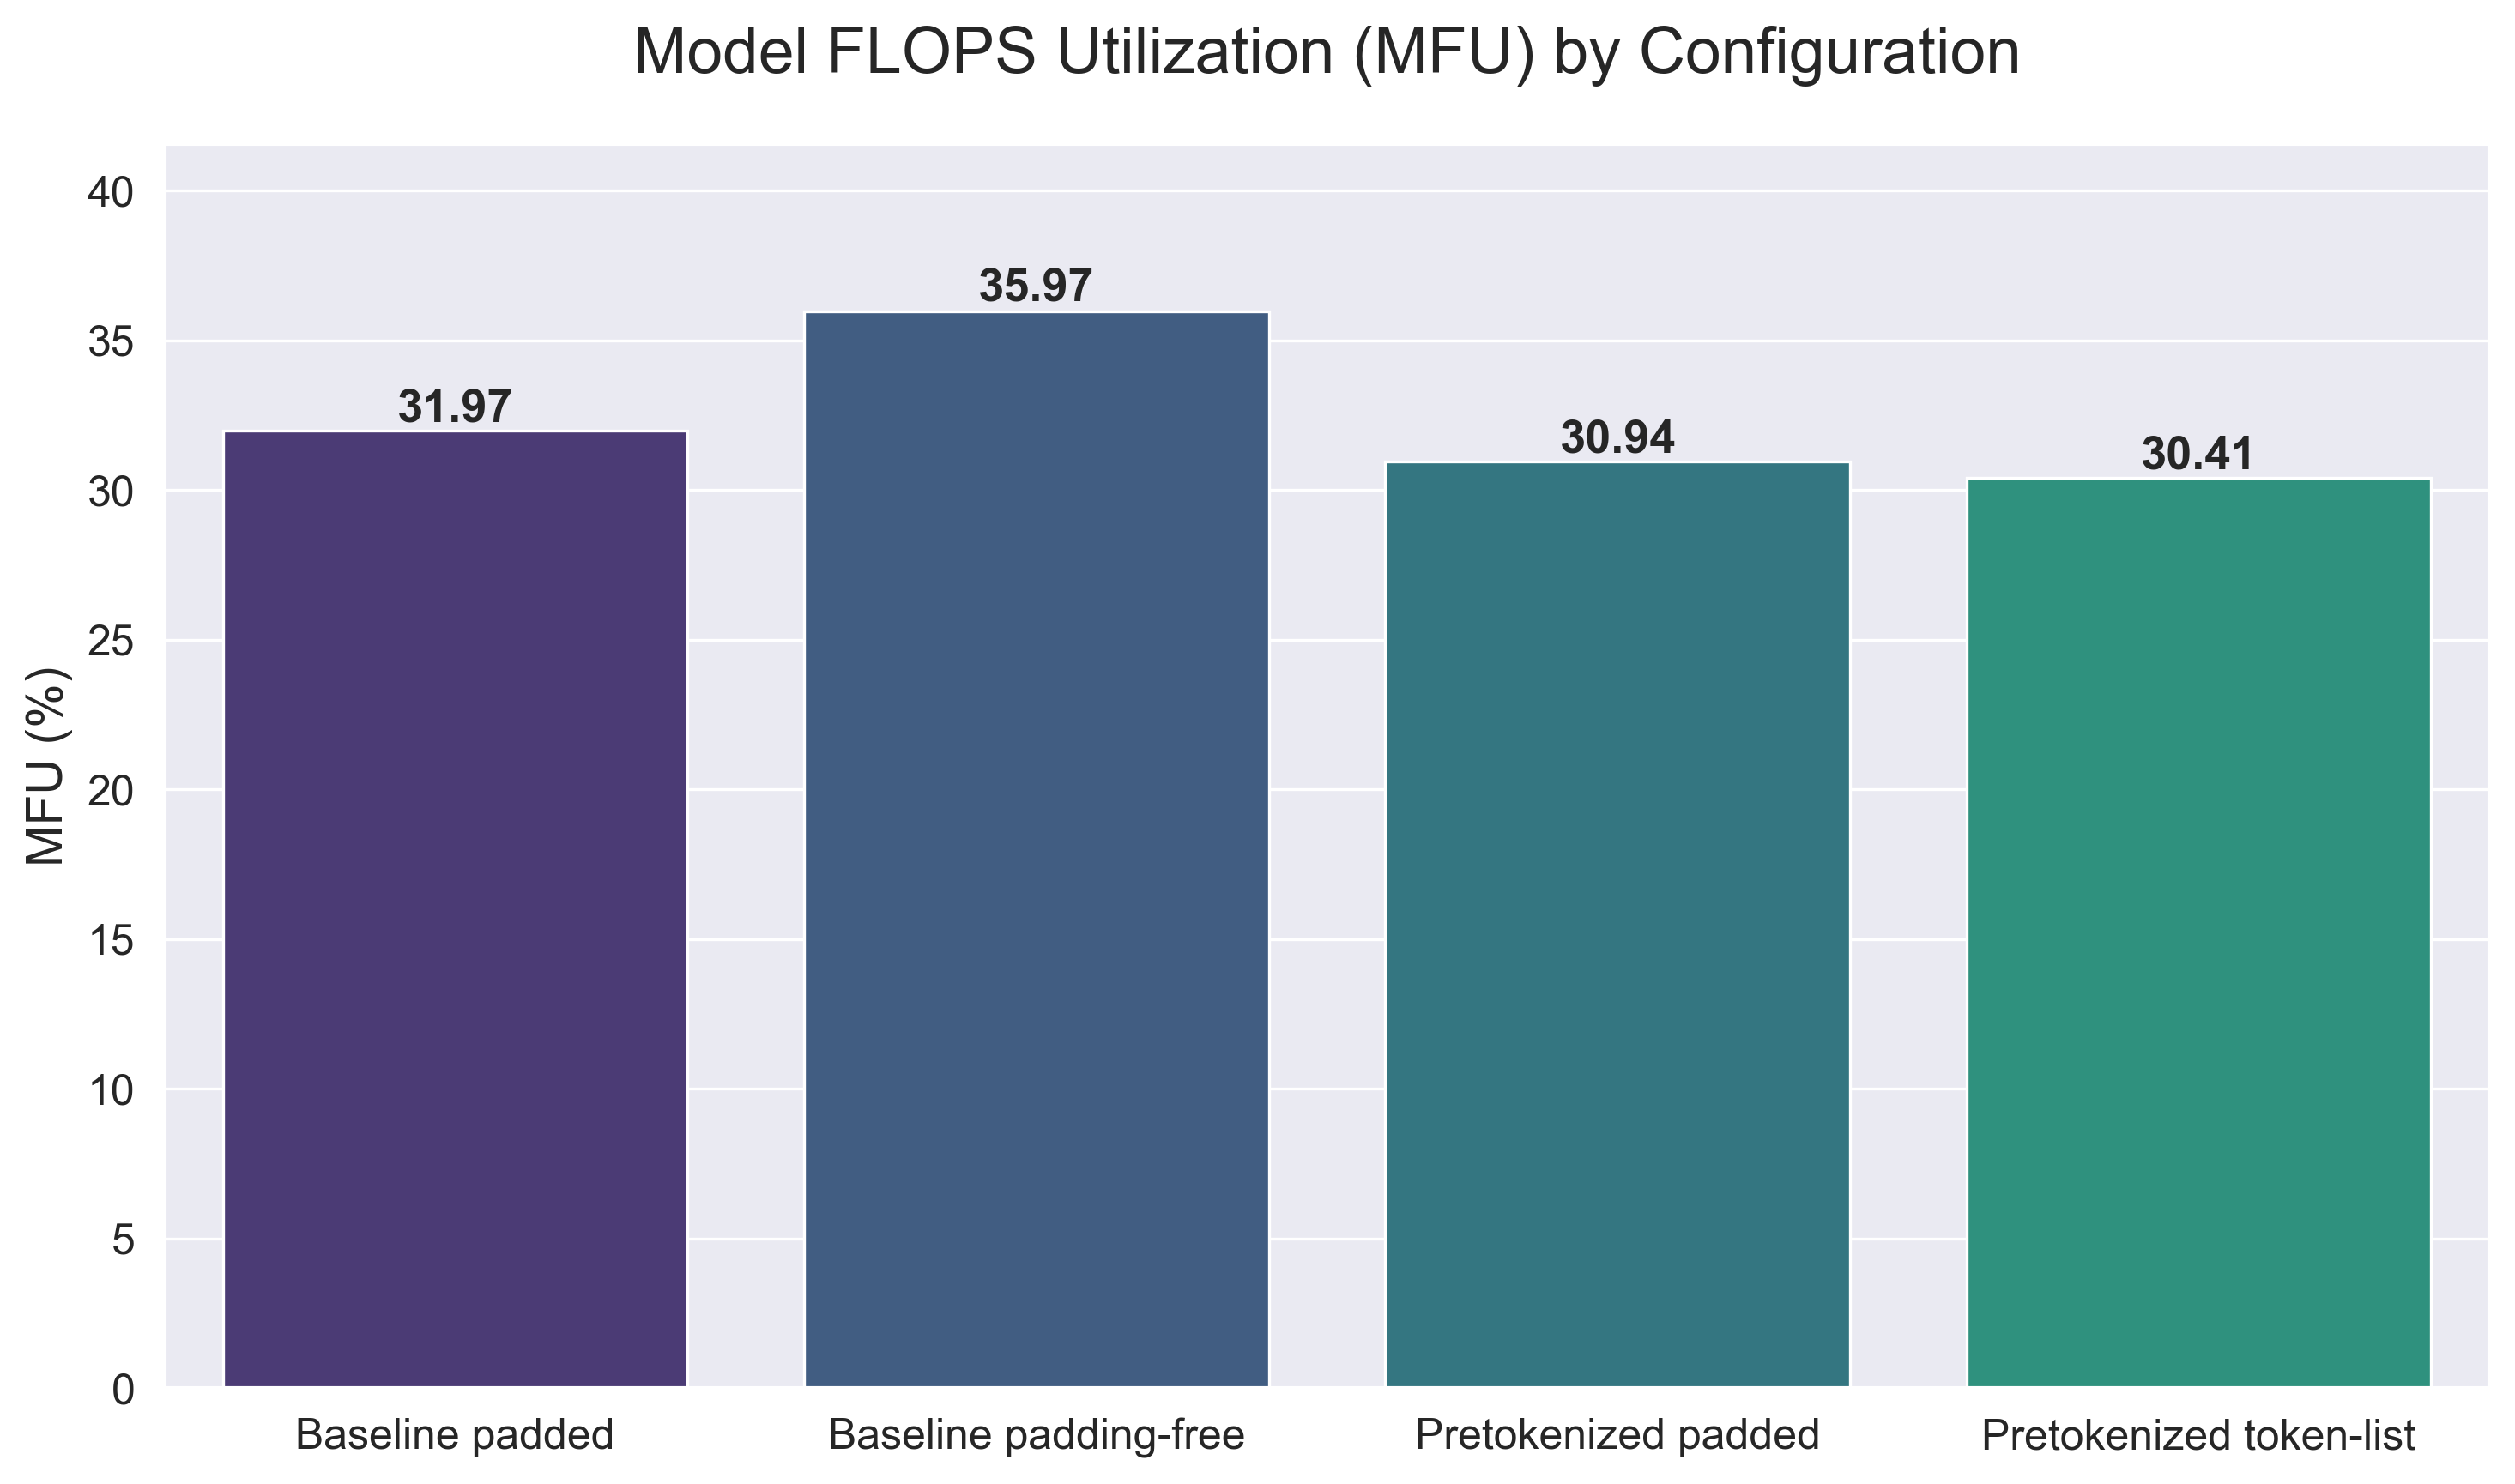 Model FLOPS Utilization (MFU) by Configuration
MFU (%)
40
35
30
25
20
15
10
5
0
31.97
35.97
30.94
30.41
Baseline padded
Baseline padding-free
Pretokenized padded
Pretokenized token-list